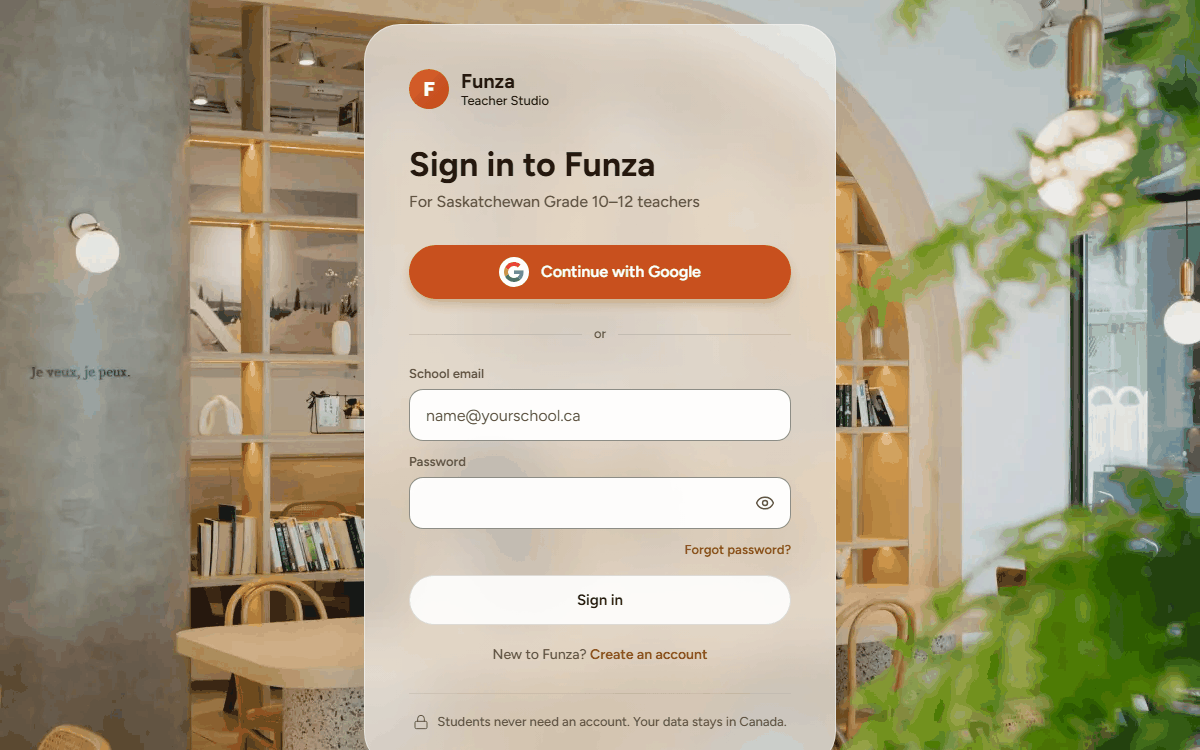 F
Funza
Teacher Studio
Sign in to Funza
For Saskatchewan Grade 10–12 teachers
G Continue with Google
or
School email
name@yourschool.ca
Password
Forgot password?
Sign in
New to Funza? Create an account
Students never need an account. Your data stays in Canada.
Je veux, je peux.